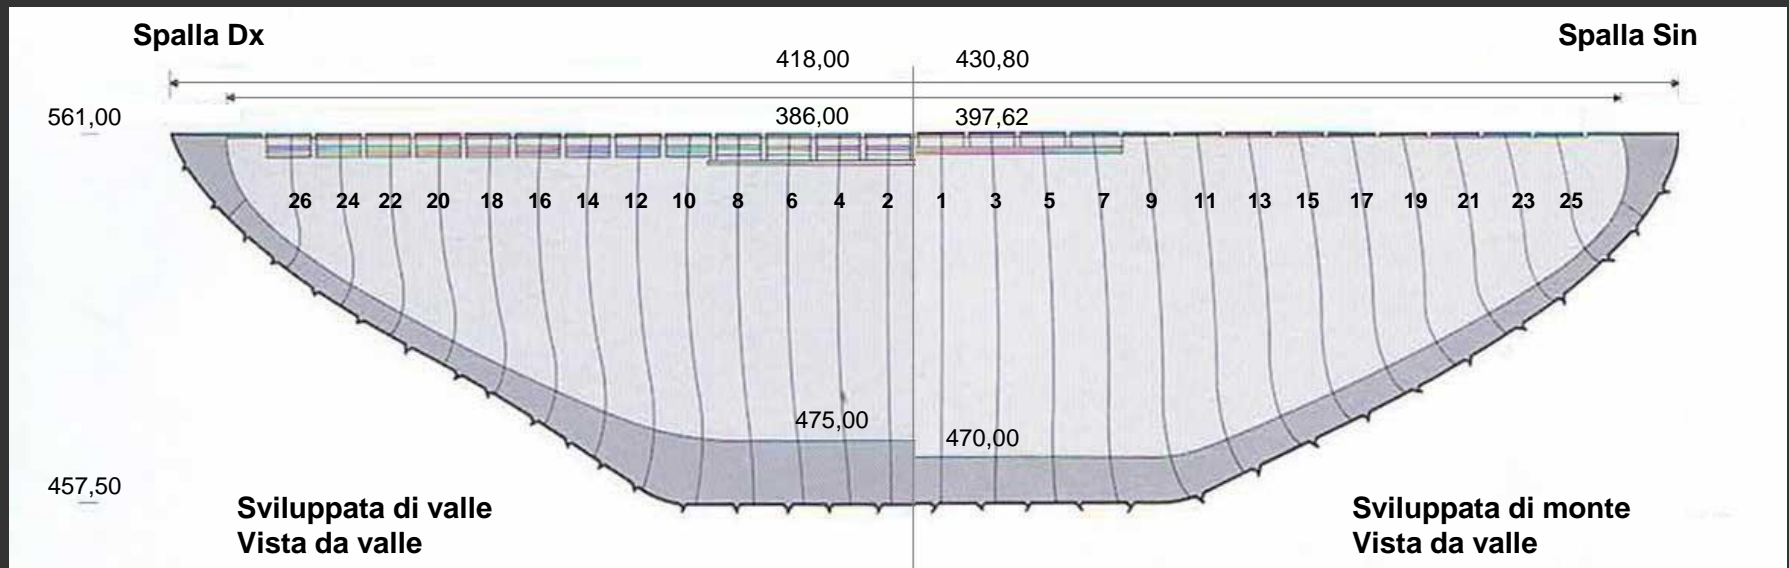 Spalla Dx
Spalla Sin
418,00 430,80
561,00
386,00 397,62
26 24 22 20 18 16 14 12 10 8 6 4 2 1 3 5 7 9 11 13 15 17 19 21 23 25
475,00
470,00
457,50
Sviluppata di valle
Vista da valle
Sviluppata di monte
Vista da valle